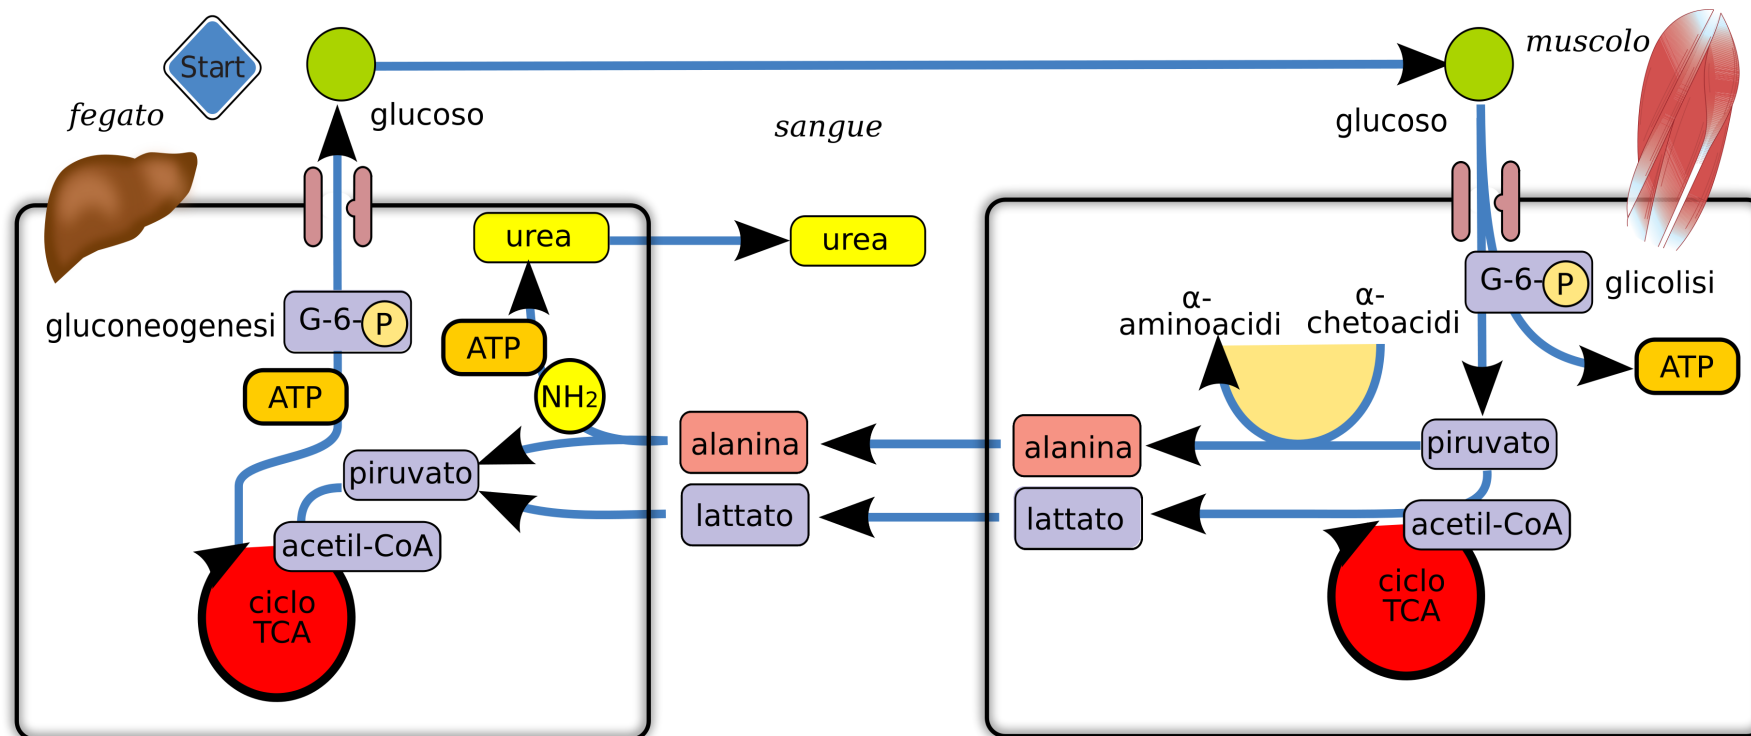 Start
fegato
glucoso
sangue
glucoso
muscolo
urea
urea
gluconeogenesi
G-6-P
ATP
ATP
NH2
piruvato
acetil-CoA
ciclo
TCA
alanina
lattato
alanina
lattato
α-
aminoacidi
α-
chetoacidi
G-6-P
glicolisi
ATP
piruvato
acetil-CoA
ciclo
TCA